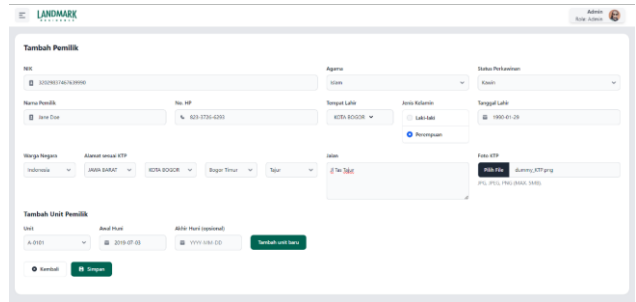 LANDMARK
RESIDENCE
Admin
Role: Admin
Tambah Pemilik
NIK
Agama
Status Perkawinan
Islam
Kawin
Nama Pemilik
No. HP
Tempat Lahir
Jenis Kelamin
Tanggal Lahir
Jane Doe
823-3726-6293
KOTA BOGOR
Laki-laki
1990-01-20
Perempuan
Warga Negara
Alamat sesuai KTP
Jalan
Foto KTP
Indonesia
JAWA BARAT
KOTA BOGOR
Bogor Timur
Tajur
Jl Tas Tajur
Pilih File
dummy_KTP.png
JPG, JPEG, PNG (MAX. 5MB).
Tambah Unit Pemilik
Unit
Awal Huni
Akhir Huni (opsional)
A-0101
2019-07-03
YYYY-MM-DD
Tambah unit baru
Kembali
Simpan